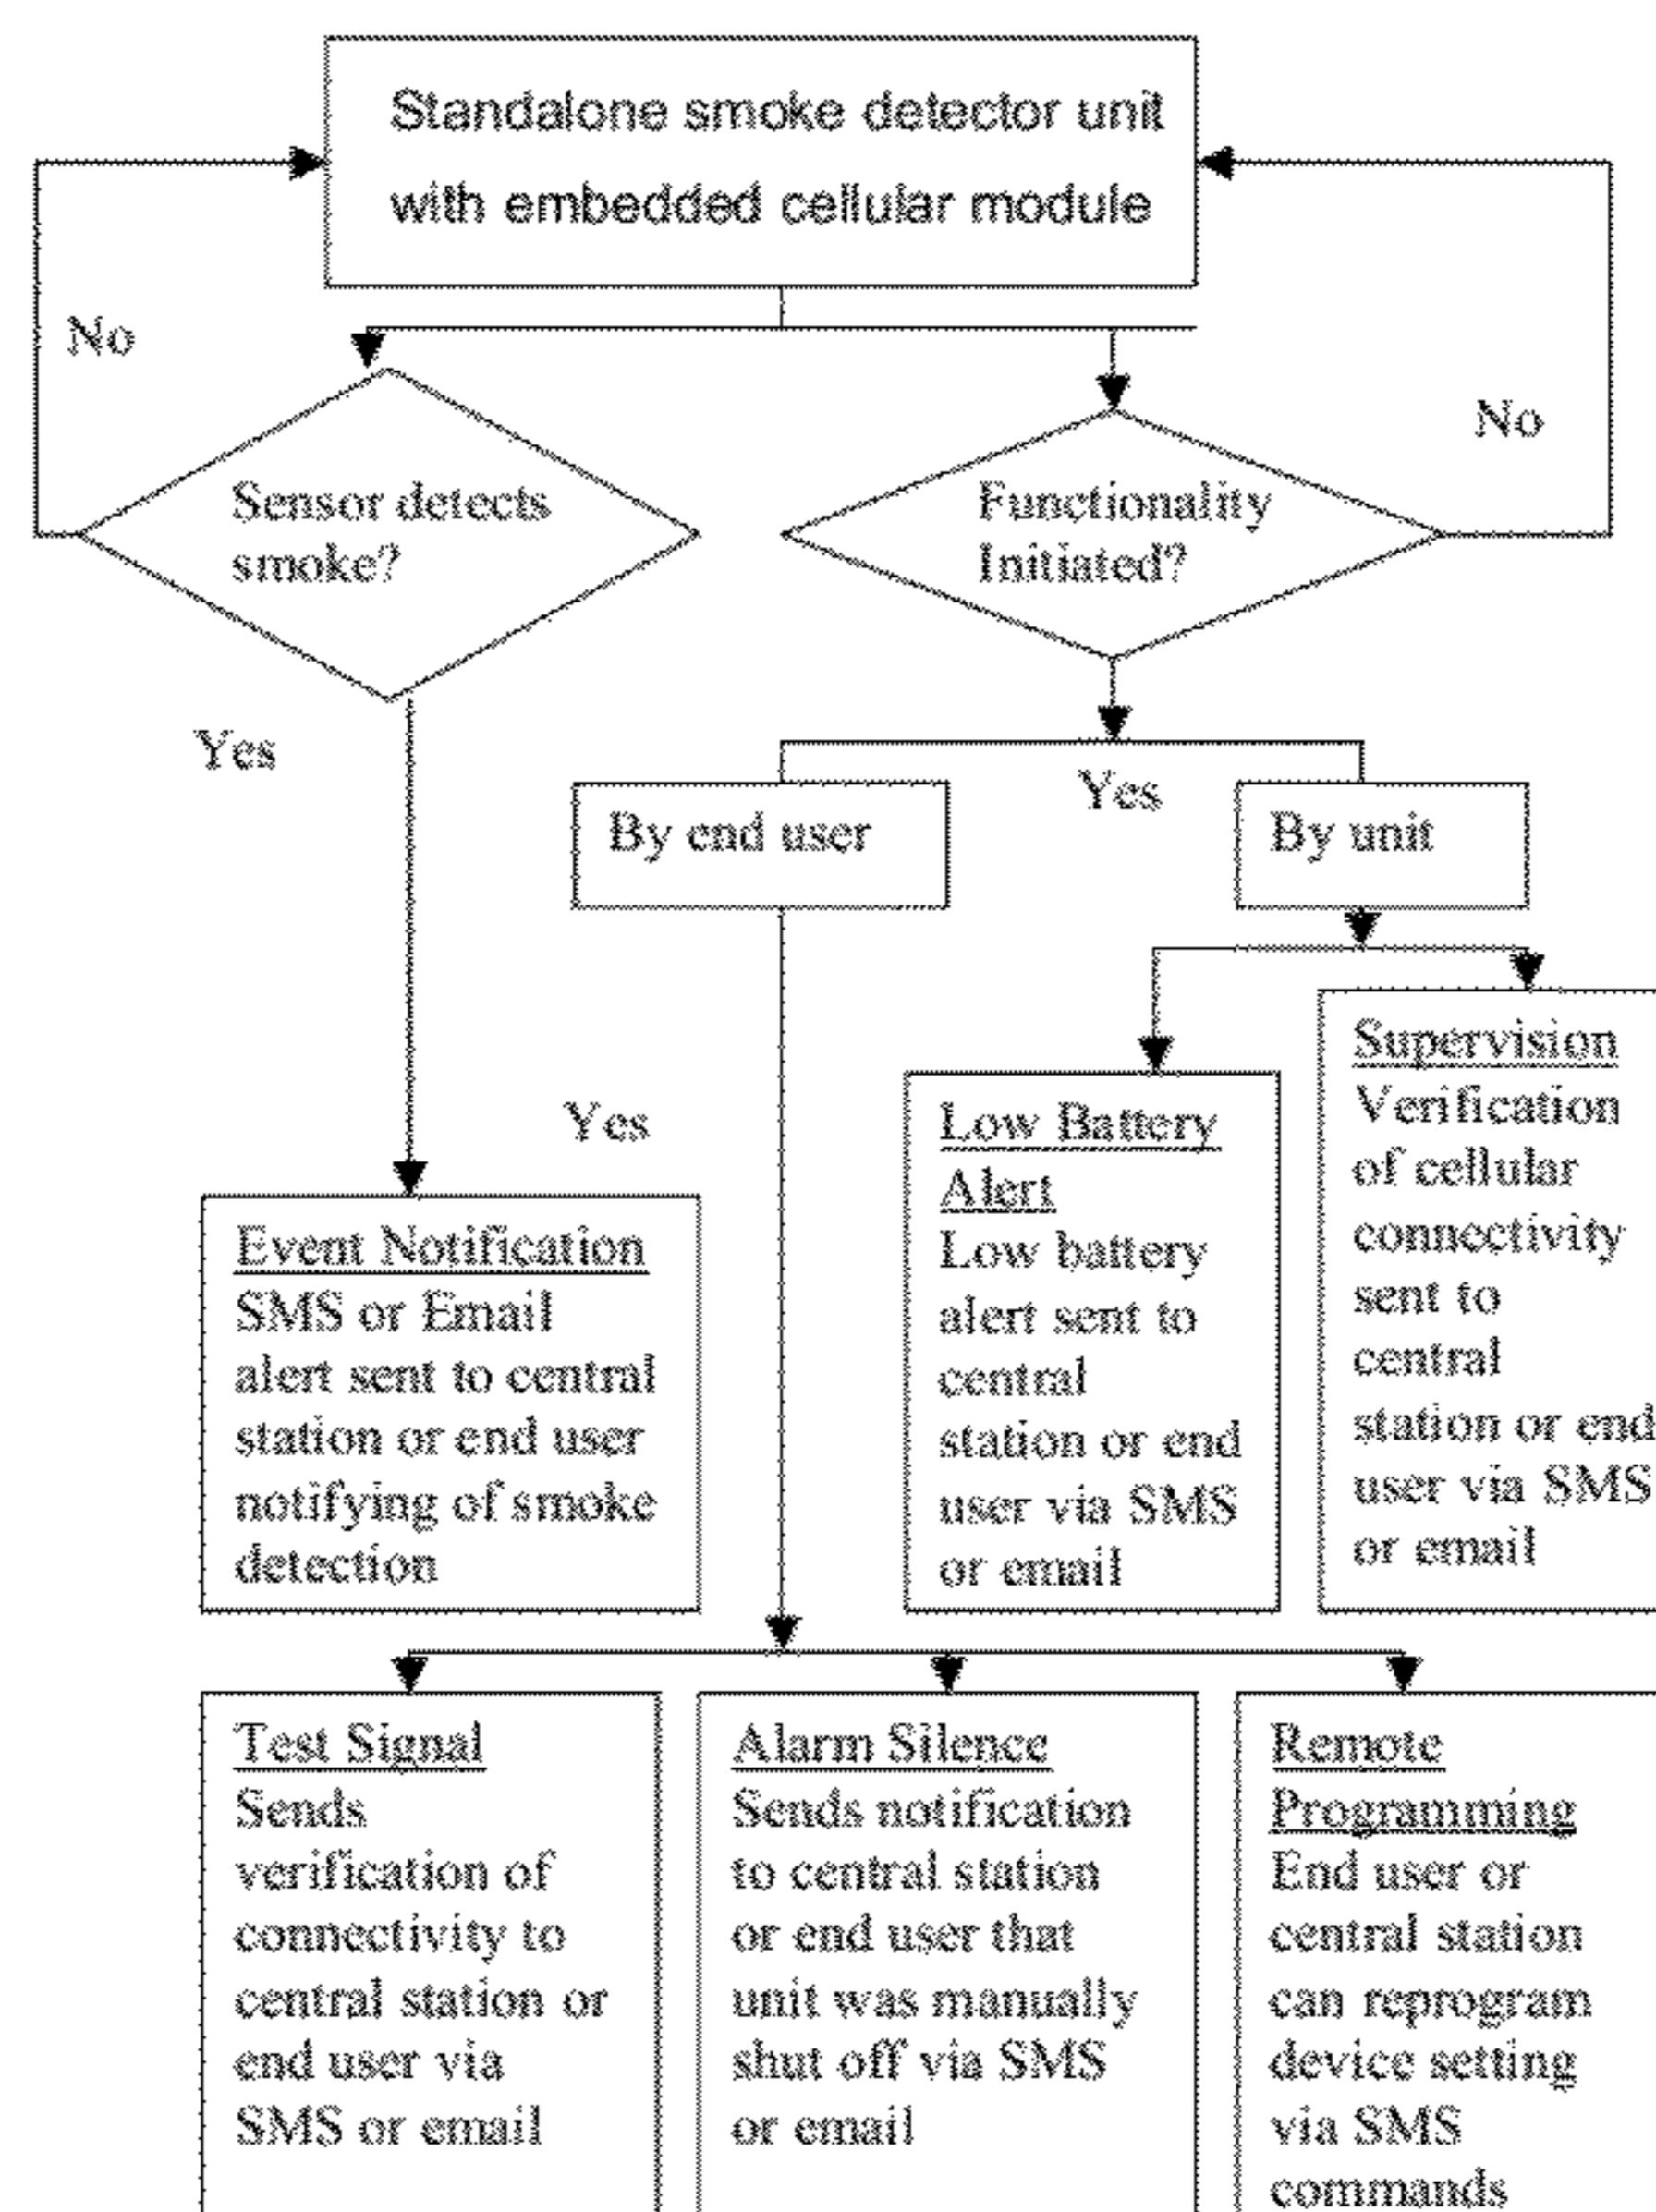 Standalone smoke detector unit
with embedded cellular module
No
No
Sensor detects
smoke?
Functionality
Initiated?
Yes
Yes
By end user
By unit
Yes
Supervision
Verification
of cellular
connectivity
sent to
central
station or end
user via SMS
or email
Low Battery
Alert
Low battery
alert sent to
central
station or end
user via SMS
or email
Event Notification
SMS or Email
alert sent to central
station or end user
notifying of smoke
detection
Test Signal
Sends
verification of
connectivity to
central station or
end user via
SMS or email
Alarm Silence
Sends notification
to central station
or end user that
unit was manually
shut off via SMS
or email
Remote
Programming
End user or
central station
can reprogram
device setting
via SMS
commands